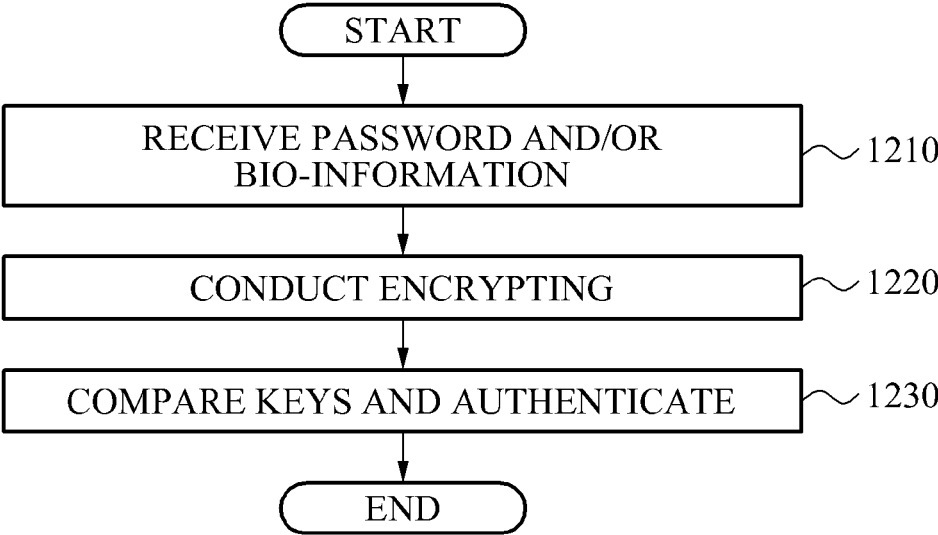 START
RECEIVE PASSWORD AND/OR
BIO-INFORMATION
1210
CONDUCT ENCRYPTING
1220
COMPARE KEYS AND AUTHENTICATE
1230
END